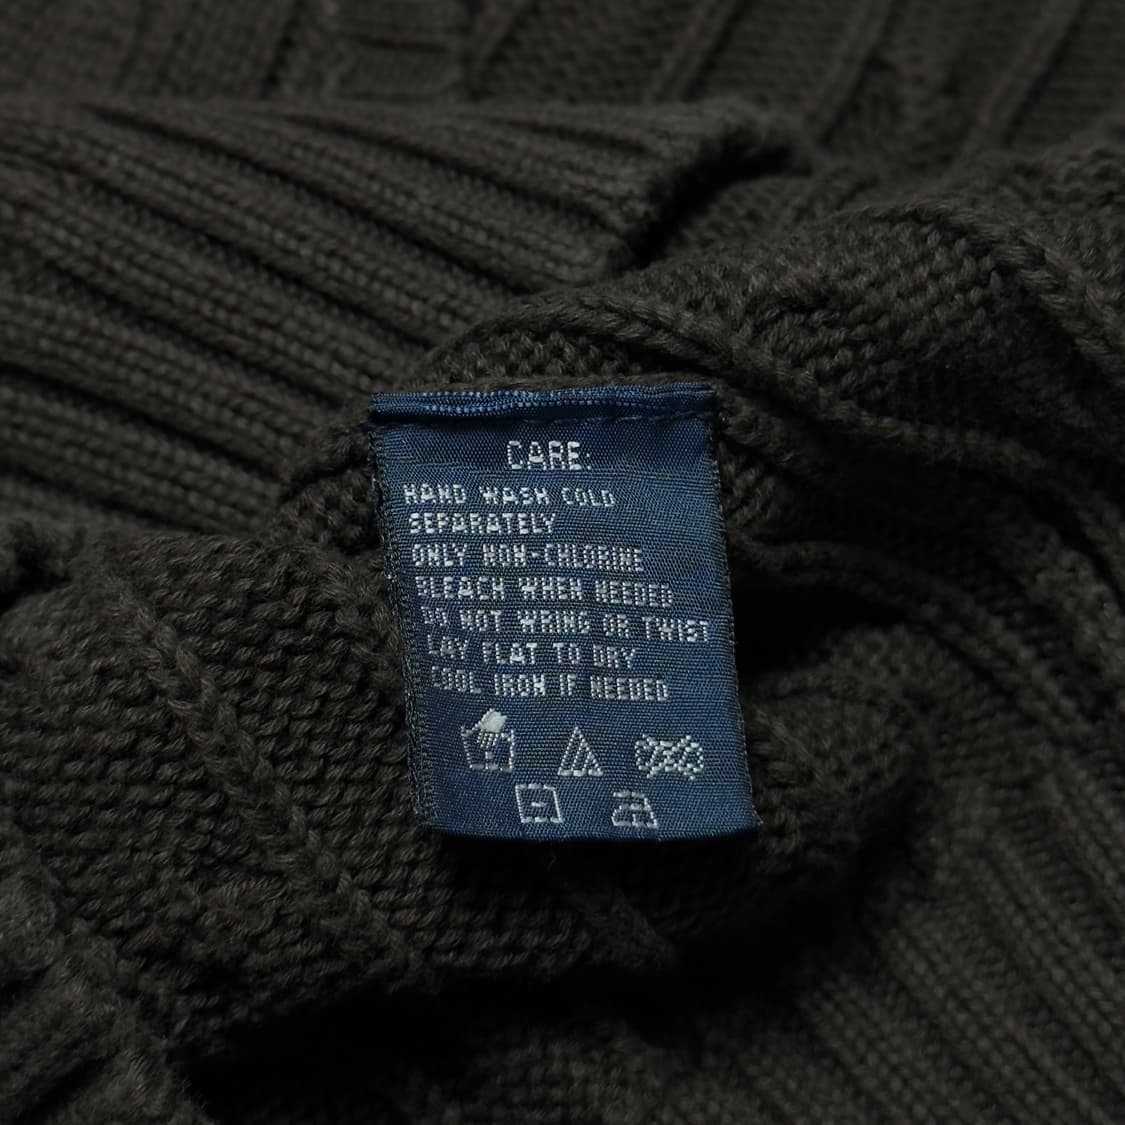 CARE:
HAND WASH COLD
SEPARATELY
ONLY NON-CHLORINE
BLEACH WHEN NEEDED
DO NOT WRING OR TWIST
LAY FLAT TO DRY
COOL IRON IF NEEDED